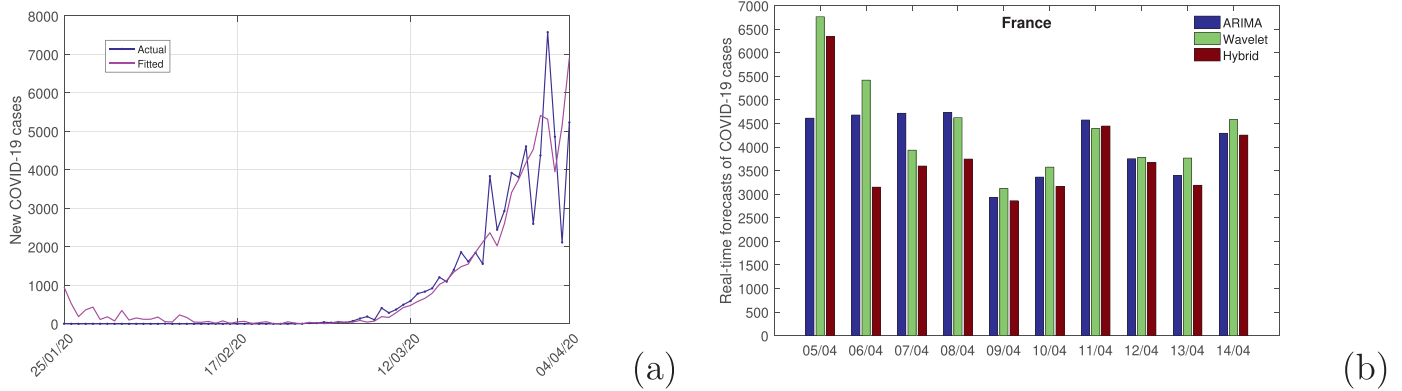 8000
7000
6000
5000
4000
3000
2000
1000
0
New COVID-19 cases
Actual
Fitted
25/01/20
17/02/20
12/03/20
04/04/20
(a)
7000
6500
6000
5500
5000
4500
4000
3500
3000
2500
2000
1500
1000
500
0
Real-time forecasts of COVID-19 cases
France
ARIMA
Wavelet
Hybrid
05/04 06/04 07/04 08/04 09/04 10/04 11/04 12/04 13/04 14/04
(b)